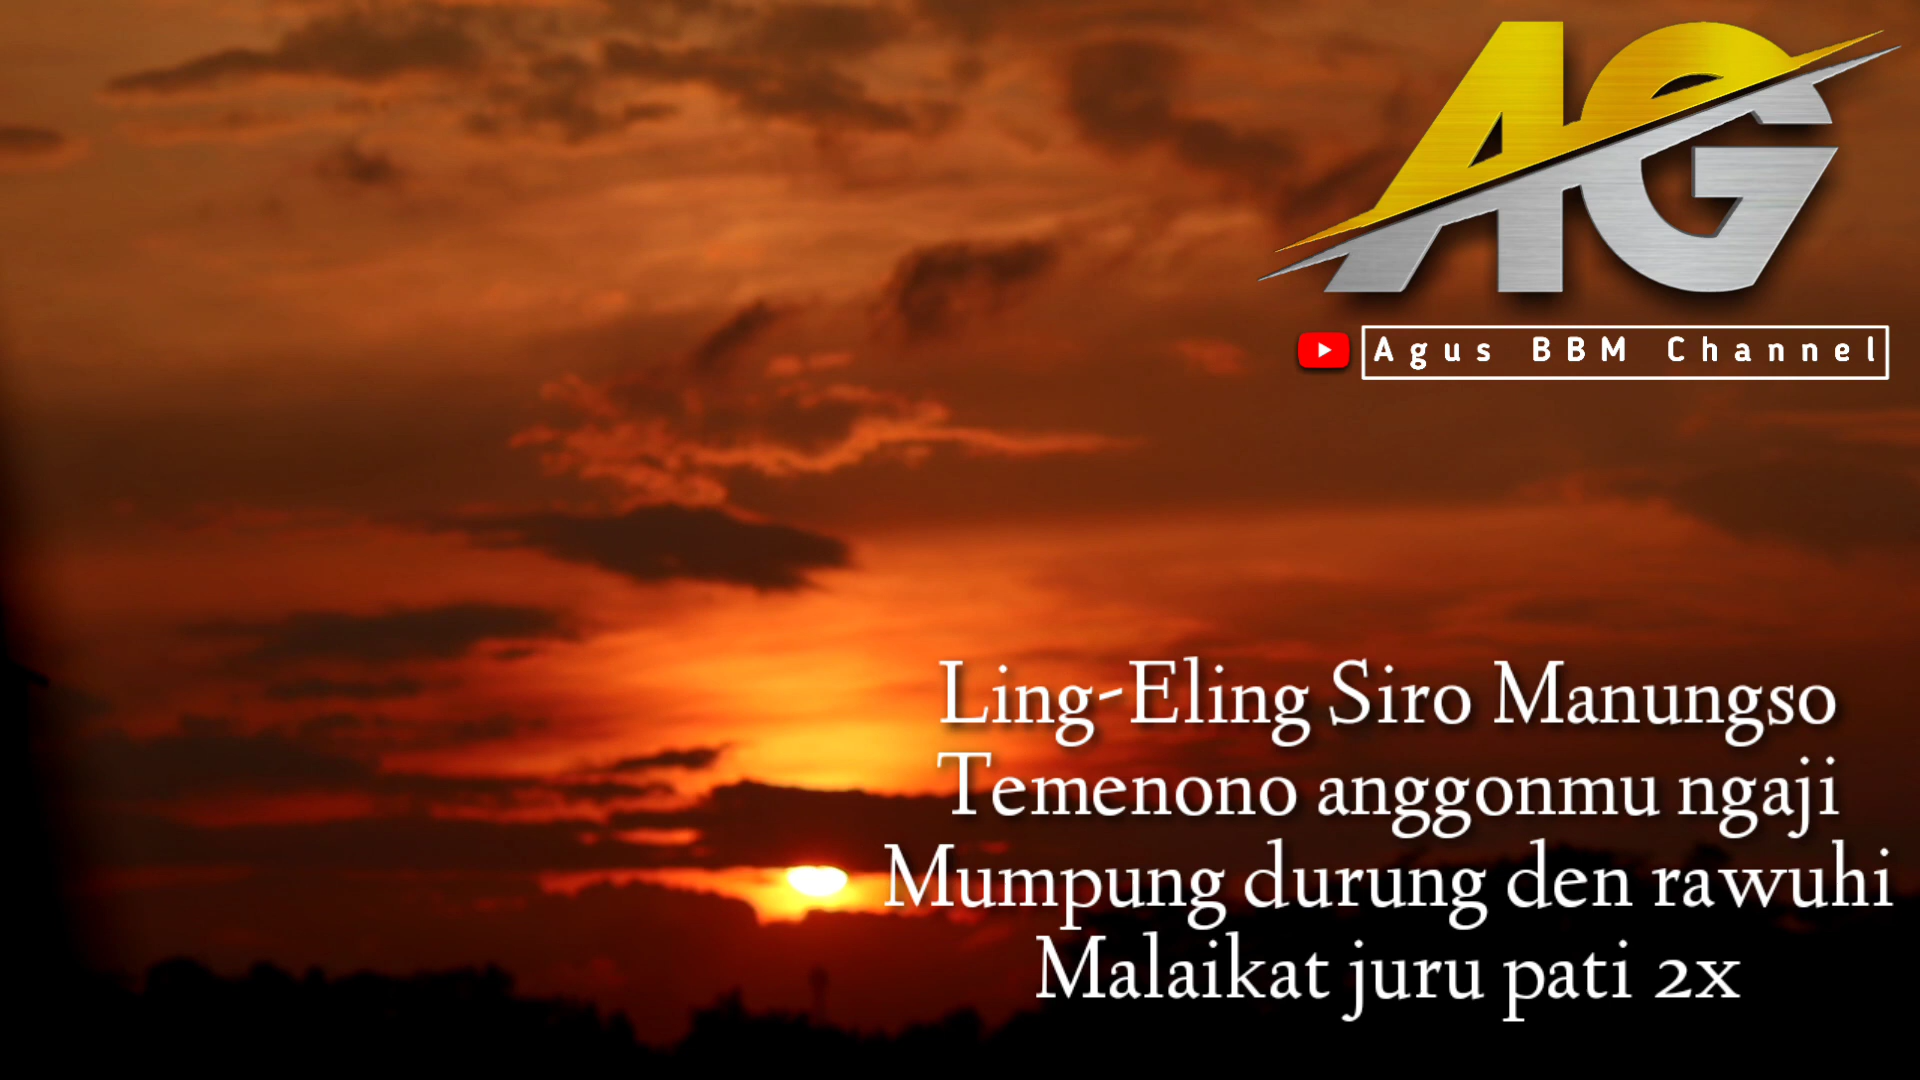 AG
Agus BBM Channel
Ling-Eling Siro Manungso
Temenono anggonmu ngaji
Mumpung durung den rawuhi
Malaikat juru pati 2x